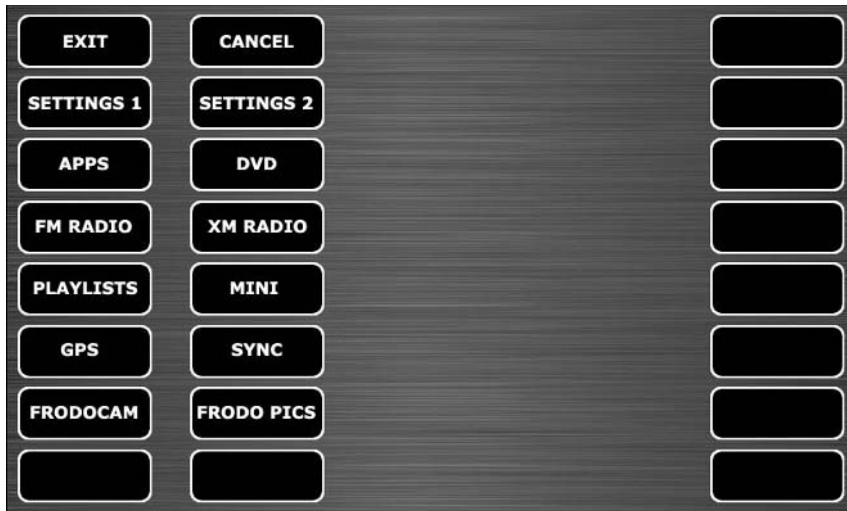 EXIT CANCEL
SETTINGS 1 SETTINGS 2
APPS DVD
FM RADIO XM RADIO
PLAYLISTS MINI
GPS SYNC
FRODOCAM FRODO PICS